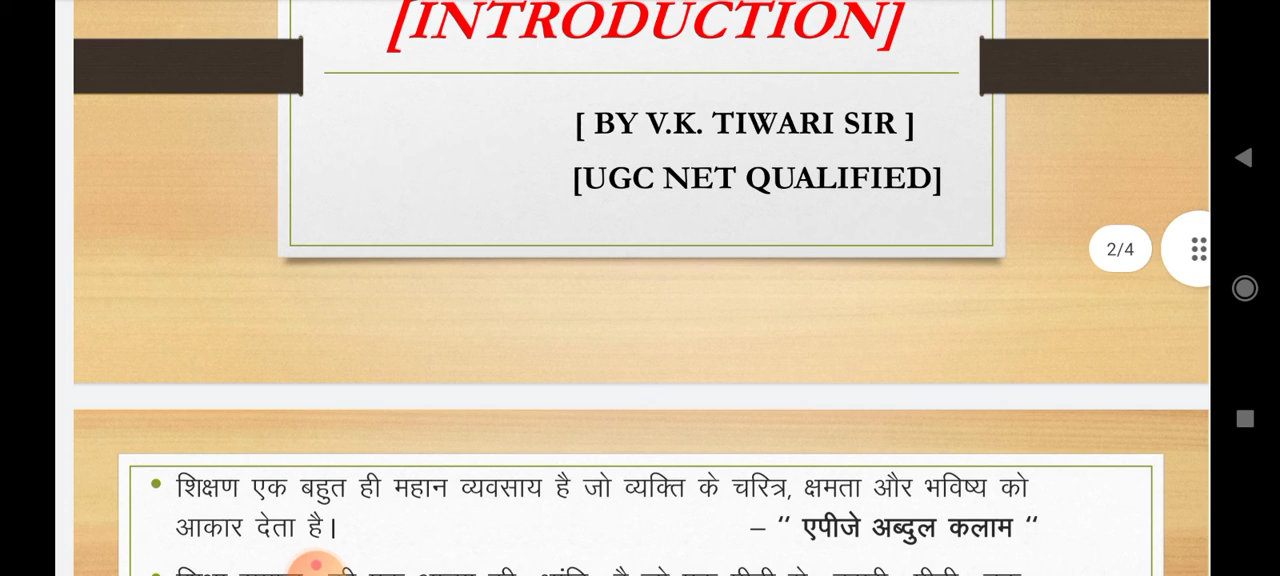 [INTRODUCTION]
[ BY V.K. TIWARI SIR ]
[UGC NET QUALIFIED]
2/4
• शिक्षण एक बहुत ही महान व्यवसाय है जो व्यक्ति के चरित्र, क्षमता और भविष्य को
आकार देता है। – “ एपीजे अब्दुल कलाम “